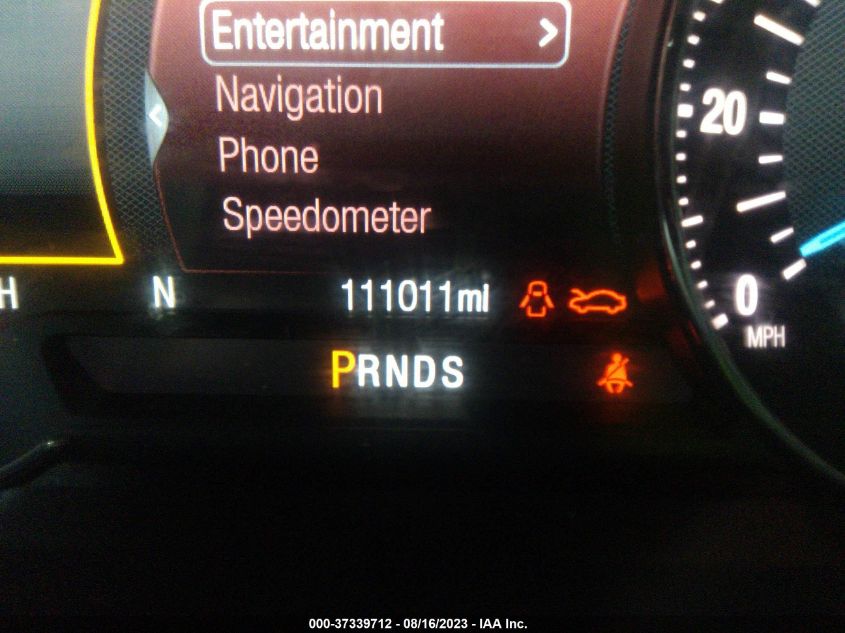 Entertainment >
Navigation
Phone
Speedometer
20
H N 111011mi 0
MPH
PRNDS
000-37339712 - 08/16/2023 - IAA Inc.